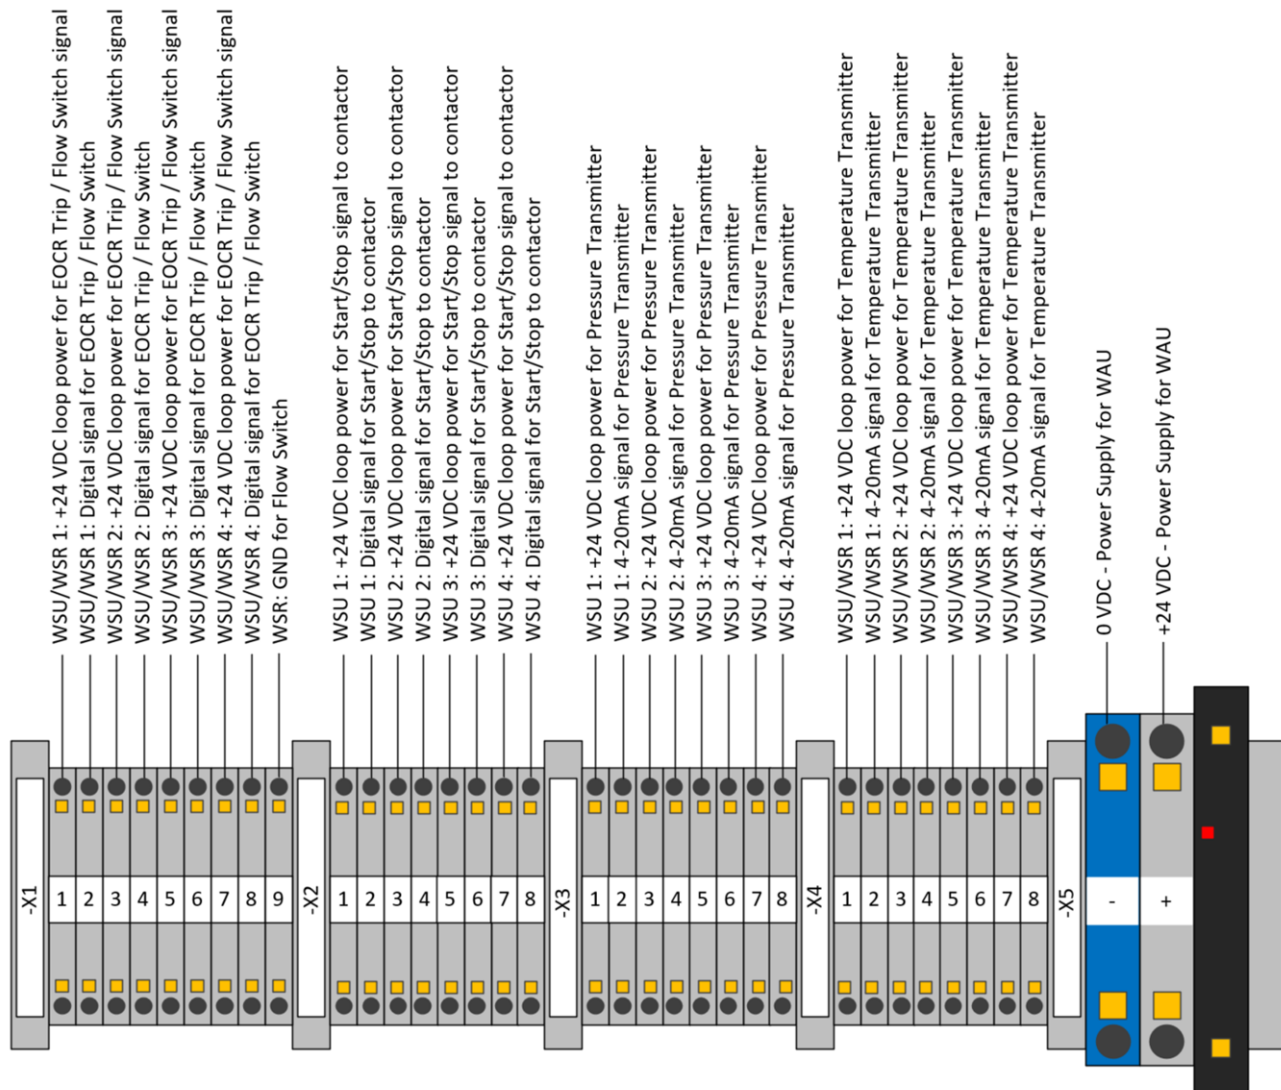 WSU/WSR 1: +24 VDC loop power for EOCR Trip / Flow Switch signal
WSU/WSR 1: Digital signal for EOCR Trip / Flow Switch
WSU/WSR 2: +24 VDC loop power for EOCR Trip / Flow Switch signal
WSU/WSR 2: Digital signal for EOCR Trip / Flow Switch
WSU/WSR 3: +24 VDC loop power for EOCR Trip / Flow Switch signal
WSU/WSR 3: Digital signal for EOCR Trip / Flow Switch
WSU/WSR 4: +24 VDC loop power for EOCR Trip / Flow Switch signal
WSU/WSR 4: Digital signal for EOCR Trip / Flow Switch
WSR: GND for Flow Switch
WSU 1: +24 VDC loop power for Start/Stop signal to contactor
WSU 1: Digital signal for Start/Stop to contactor
WSU 2: +24 VDC loop power for Start/Stop signal to contactor
WSU 2: Digital signal for Start/Stop to contactor
WSU 3: +24 VDC loop power for Start/Stop signal to contactor
WSU 3: Digital signal for Start/Stop to contactor
WSU 4: +24 VDC loop power for Start/Stop signal to contactor
WSU 4: Digital signal for Start/Stop to contactor
WSU 1: +24 VDC loop power for Pressure Transmitter
WSU 1: 4-20mA signal for Pressure Transmitter
WSU 2: +24 VDC loop power for Pressure Transmitter
WSU 2: 4-20mA signal for Pressure Transmitter
WSU 3: +24 VDC loop power for Pressure Transmitter
WSU 3: 4-20mA signal for Pressure Transmitter
WSU 4: +24 VDC loop power for Pressure Transmitter
WSU 4: 4-20mA signal for Pressure Transmitter
WSU/WSR 1: +24 VDC loop power for Temperature Transmitter
WSU/WSR 1: 4-20mA signal for Temperature Transmitter
WSU/WSR 2: +24 VDC loop power for Temperature Transmitter
WSU/WSR 2: 4-20mA signal for Temperature Transmitter
WSU/WSR 3: +24 VDC loop power for Temperature Transmitter
WSU/WSR 3: 4-20mA signal for Temperature Transmitter
WSU/WSR 4: +24 VDC loop power for Temperature Transmitter
WSU/WSR 4: 4-20mA signal for Temperature Transmitter
0 VDC - Power Supply for WAU
+24 VDC - Power Supply for WAU
-X1
1 2 3 4 5 6 7 8 9
-X2
1 2 3 4 5 6 7 8
-X3
1 2 3 4 5 6 7 8
-X4
1 2 3 4 5 6 7 8
-X5
- +